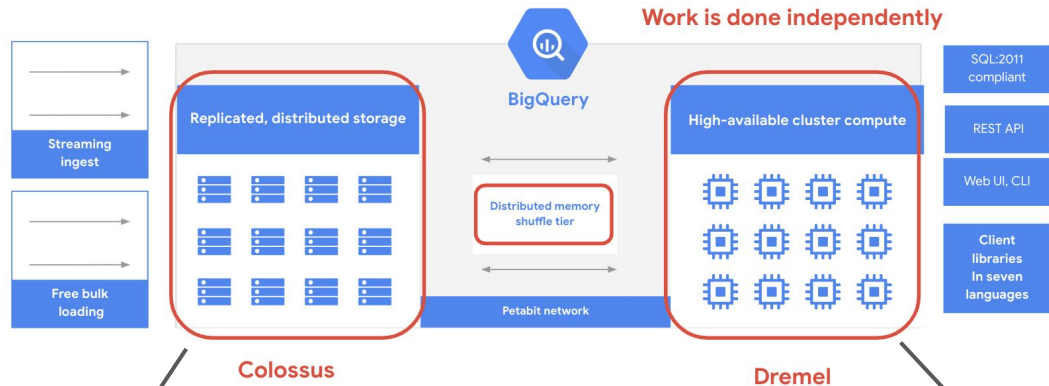 Work is done independently
BigQuery
Streaming
ingest
Free bulk
loading
Replicated, distributed storage
Distributed memory
shuffle tier
Petabit network
High-available cluster compute
SQL:2011
compliant
REST API
Web UI, CLI
Client
libraries
In seven
languages
Colossus
Dremel